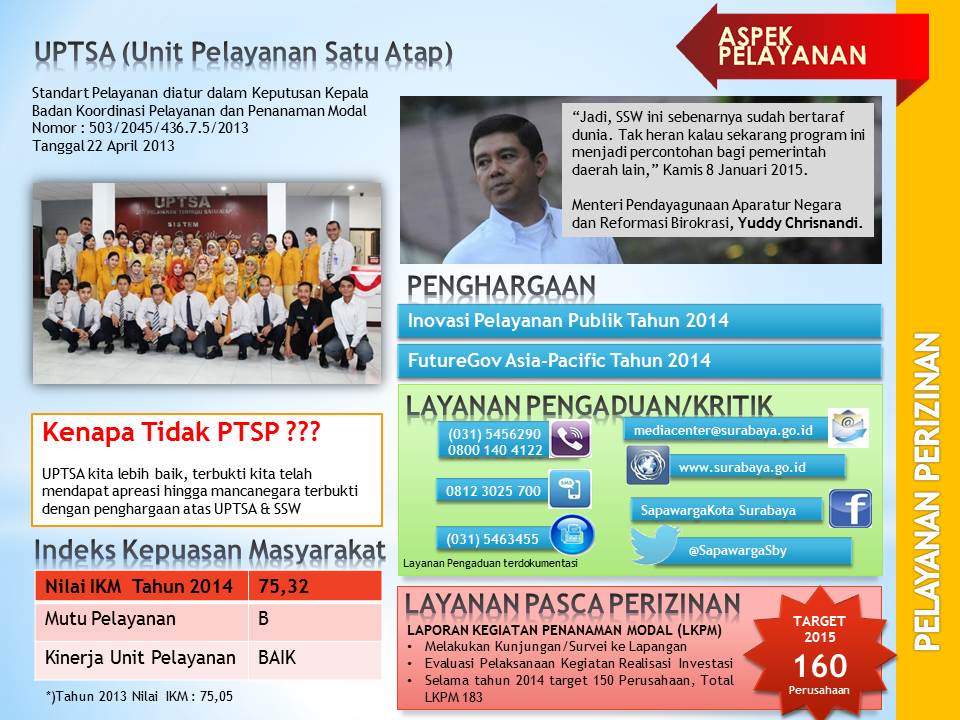 UPTSA (Unit Pelayanan Satu Atap)
Standart Pelayanan diatur dalam Keputusan Kepala
Badan Koordinasi Pelayanan dan Penanaman Modal
Nomor : 503/2045/436.7.5/2013
Tanggal 22 April 2013
UPTSA
SISTEM
Kenapa Tidak PTSP ???
UPTSA kita lebih baik, terbukti kita telah
mendapat apreasi hingga mancanegara terbukti
dengan penghargaan atas UPTSA & SSW
Indeks Kepuasan Masyarakat
Nilai IKM Tahun 2014 75,32
Mutu Pelayanan B
Kinerja Unit Pelayanan BAIK
*)Tahun 2013 Nilai IKM : 75,05
ASPEK
PELAYANAN
“Jadi, SSW ini sebenarnya sudah bertaraf
dunia. Tak heran kalau sekarang program ini
menjadi percontohan bagi pemerintah
daerah lain,” Kamis 8 Januari 2015.
Menteri Pendayagunaan Aparatur Negara
dan Reformasi Birokrasi, Yuddy Chrisnandi.
PENGHARGAAN
Inovasi Pelayanan Publik Tahun 2014
FutureGov Asia-Pacific Tahun 2014
LAYANAN PENGADUAN/KRITIK
(031) 5456290
0800 140 4122
0812 3025 700
SMS
(031) 5463455
Layanan Pengaduan terdokumentasi
mediacenter@surabaya.go.id
www.surabaya.go.id
SapawargaKota Surabaya
f
@SapawargaSby
LAYANAN PASCA PERIZINAN
LAPORAN KEGIATAN PENANAMAN MODAL (LKPM)
• Melakukan Kunjungan/Survei ke Lapangan
• Evaluasi Pelaksanaan Kegiatan Realisasi Investasi
• Selama tahun 2014 target 150 Perusahaan, Total
LKPM 183
TARGET
2015
160
Perusahaan
PELAYANAN PERIZINAN